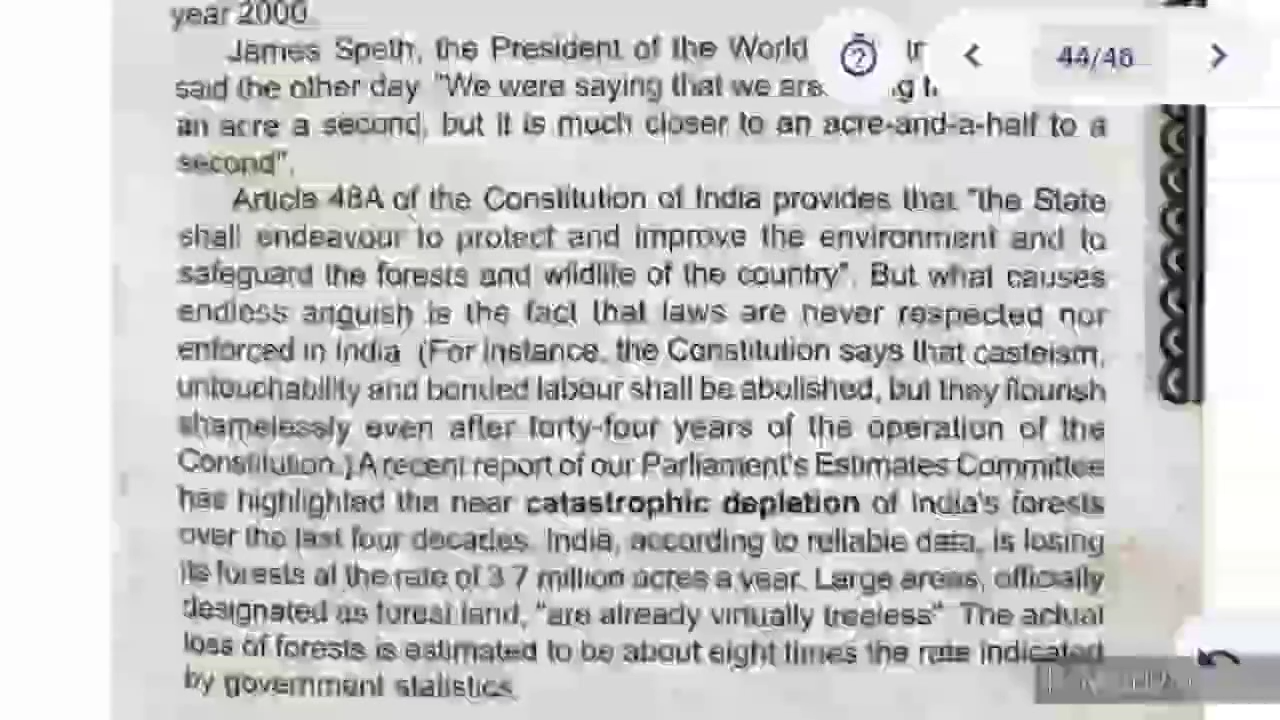 year 2000.
James Speth, the President of the World
said the other day "We were saying that we are
an acre a second, but it is much closer to an acre-and-a-half to a
second".
Article 48A of the Constitution of India provides that "the State
shall endeavour to protect and improve the environment and to
safeguard the forests and wildlife of the country". But what causes
endless anguish is the fact that laws are never respected nor
enforced in India. (For instance, the Constitution says that casteism,
untouchability and bonded labour shall be abolished, but they flourish
shamelessly even after forty-four years of the operation of the
Constitution.) A recent report of our Parliament's Estimates Committee
has highlighted the near catastrophic depletion of India's forests
over the last four decades. India, according to reliable data, is losing
its forests at the rate of 3.7 million acres a year. Large areas, officially
designated as forest land, "are already virtually treeless". The actual
loss of forests is estimated to be about eight times the rate indicated
by government statistics.
44/48